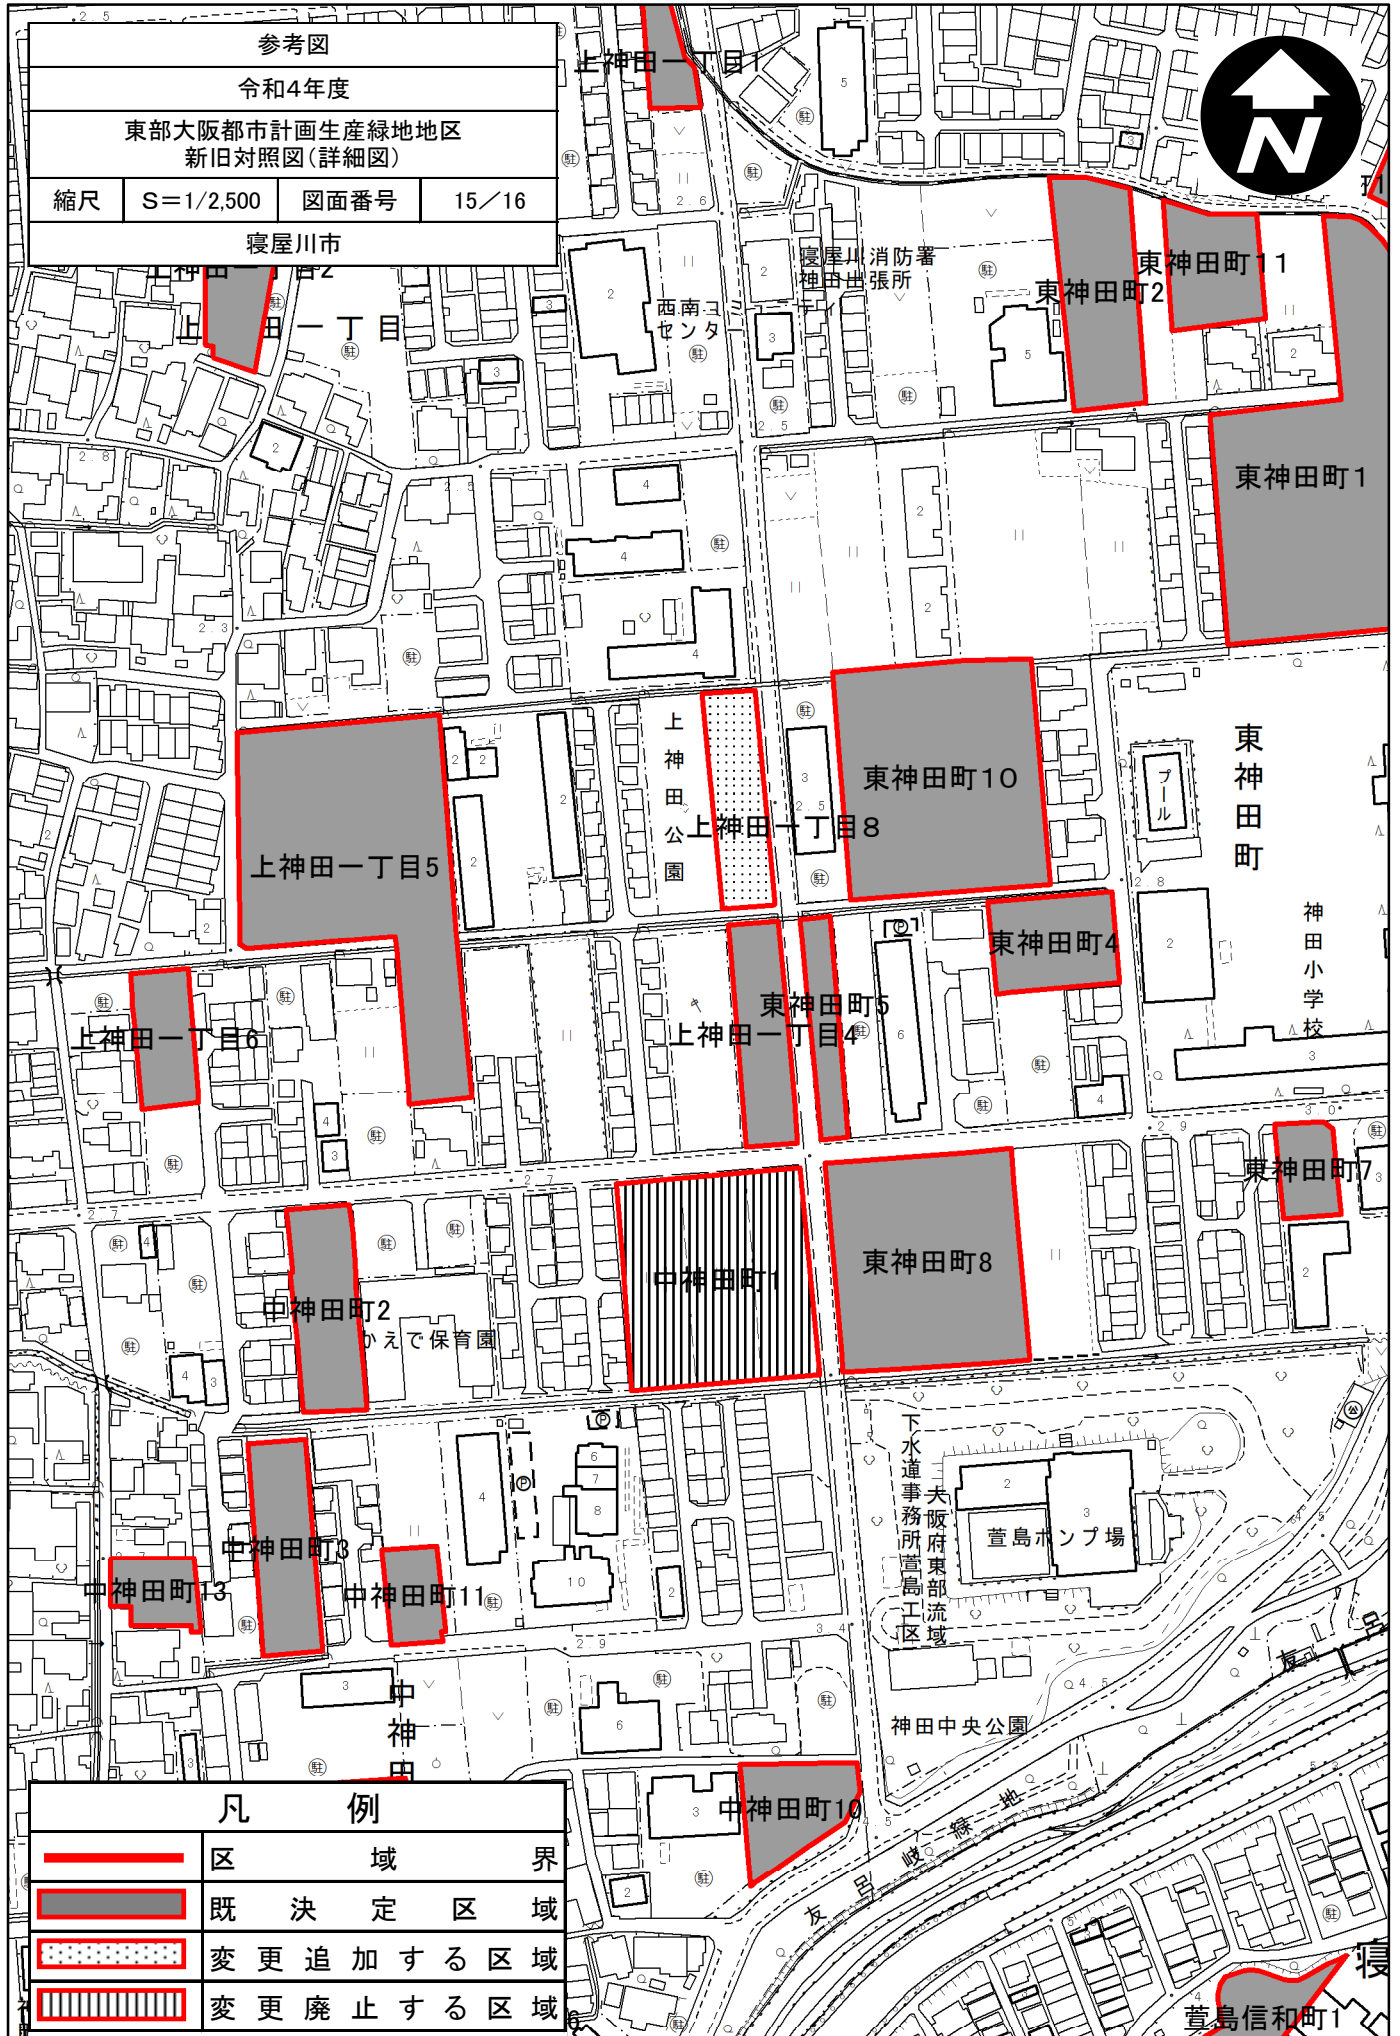 参考図
令和4年度
東部大阪都市計画生産緑地地区
新旧対照図(詳細図)
縮尺 S=1/2,500 図面番号 15/16
寝屋川市
N
上神田一丁目1
上神田一丁目2
上神田一丁目
寝屋川消防署
神田出張所
西南コミュニティ
センター
東神田町2
東神田町11
東神田町1
上神田公園
上神田一丁目8
東神田町10
プール
東神田町
上神田一丁目5
神田小学校
東神田町4
東神田町5
上神田一丁目4
上神田一丁目6
東神田町7
中神田町1
東神田町8
中神田町2
かえで保育園
下水道事務所萱島工区
大阪府東部流域
萱島ポンプ場
中神田町3
中神田町13
中神田町11
中神田
神田中央公園
中神田町10
友呂岐緑地
友呂
寝
萱島信和町1
凡例
区域界
既決定区域
変更追加する区域
変更廃止する区域